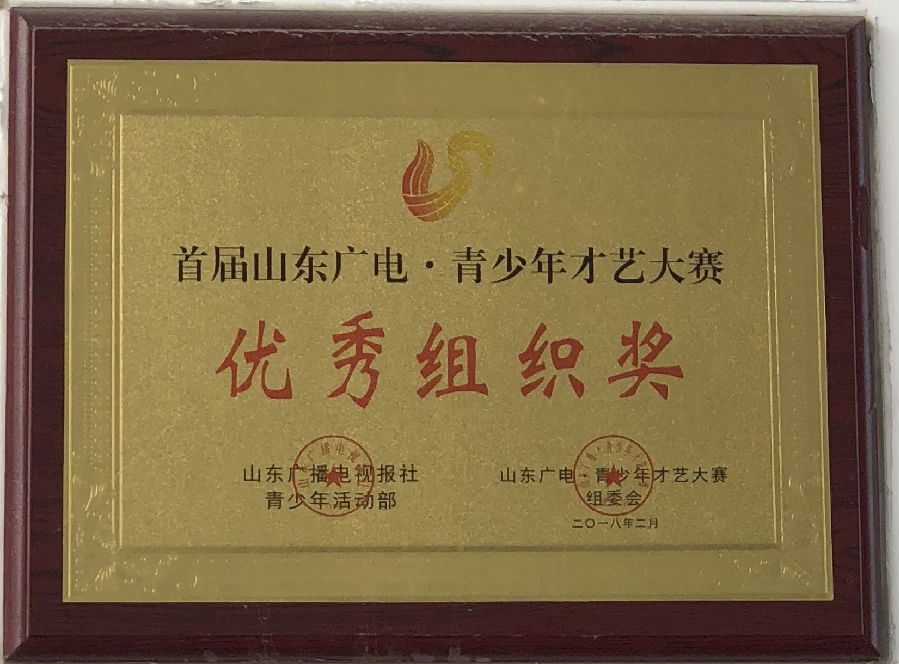 首届山东广电·青少年才艺大赛
优秀组织奖
山东广播电视报社
青少年活动部
山东广电·青少年才艺大赛
组委会
二〇一八年二月